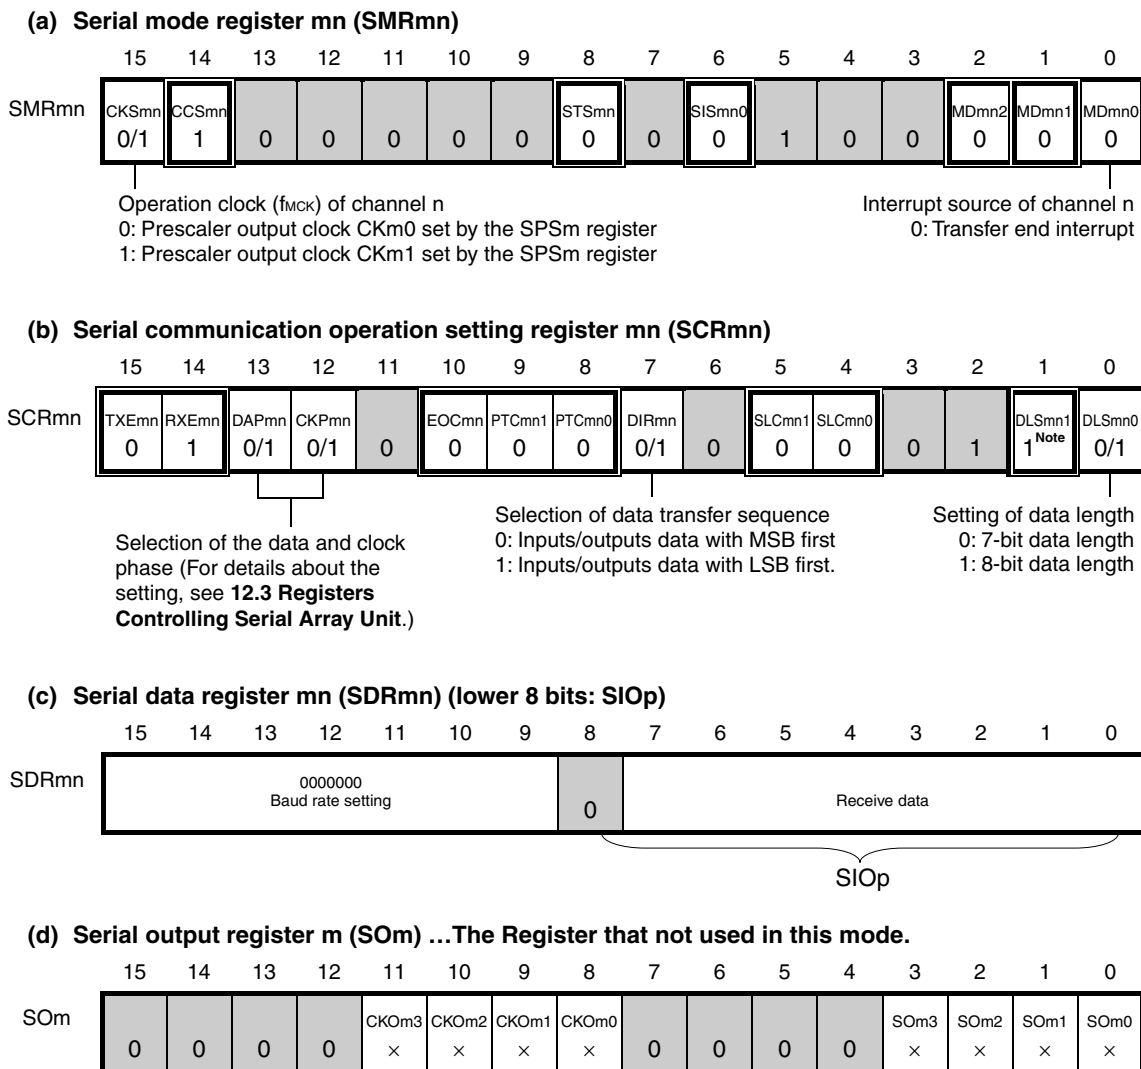 (a) Serial mode register mn (SMRmn)
15 14 13 12 11 10 9 8 7 6 5 4 3 2 1 0
SMRmn
CKSmn CCSmn STSmn SISmn0 MDmn2 MDmn1 MDmn0
0/1 1 0 0 0 0 0 0 0 0 1 0 0 0 0 0
Operation clock (fMCK) of channel n
0: Prescaler output clock CKm0 set by the SPSm register
1: Prescaler output clock CKm1 set by the SPSm register
Interrupt source of channel n
0: Transfer end interrupt
(b) Serial communication operation setting register mn (SCRmn)
15 14 13 12 11 10 9 8 7 6 5 4 3 2 1 0
SCRmn
TXEmn RXEmn DAPmn CKPmn EOCmn PTCmn1 PTCmn0 DIRmn SLCmn1 SLCmn0 DLSmn1 DLSmn0
0 1 0/1 0/1 0 0 0 0 0/1 0 0 0 0 1 1Note 0/1
Selection of the data and clock
phase (For details about the
setting, see 12.3 Registers
Controlling Serial Array Unit.)
Selection of data transfer sequence
0: Inputs/outputs data with MSB first
1: Inputs/outputs data with LSB first.
Setting of data length
0: 7-bit data length
1: 8-bit data length
(c) Serial data register mn (SDRmn) (lower 8 bits: SIOp)
15 14 13 12 11 10 9 8 7 6 5 4 3 2 1 0
SDRmn
0000000
Baud rate setting
0
Receive data
SIOp
(d) Serial output register m (SOm) …The Register that not used in this mode.
15 14 13 12 11 10 9 8 7 6 5 4 3 2 1 0
SOm
CKOm3 CKOm2 CKOm1 CKOm0 SOm3 SOm2 SOm1 SOm0
0 0 0 0 × × × × 0 0 0 0 × × × ×